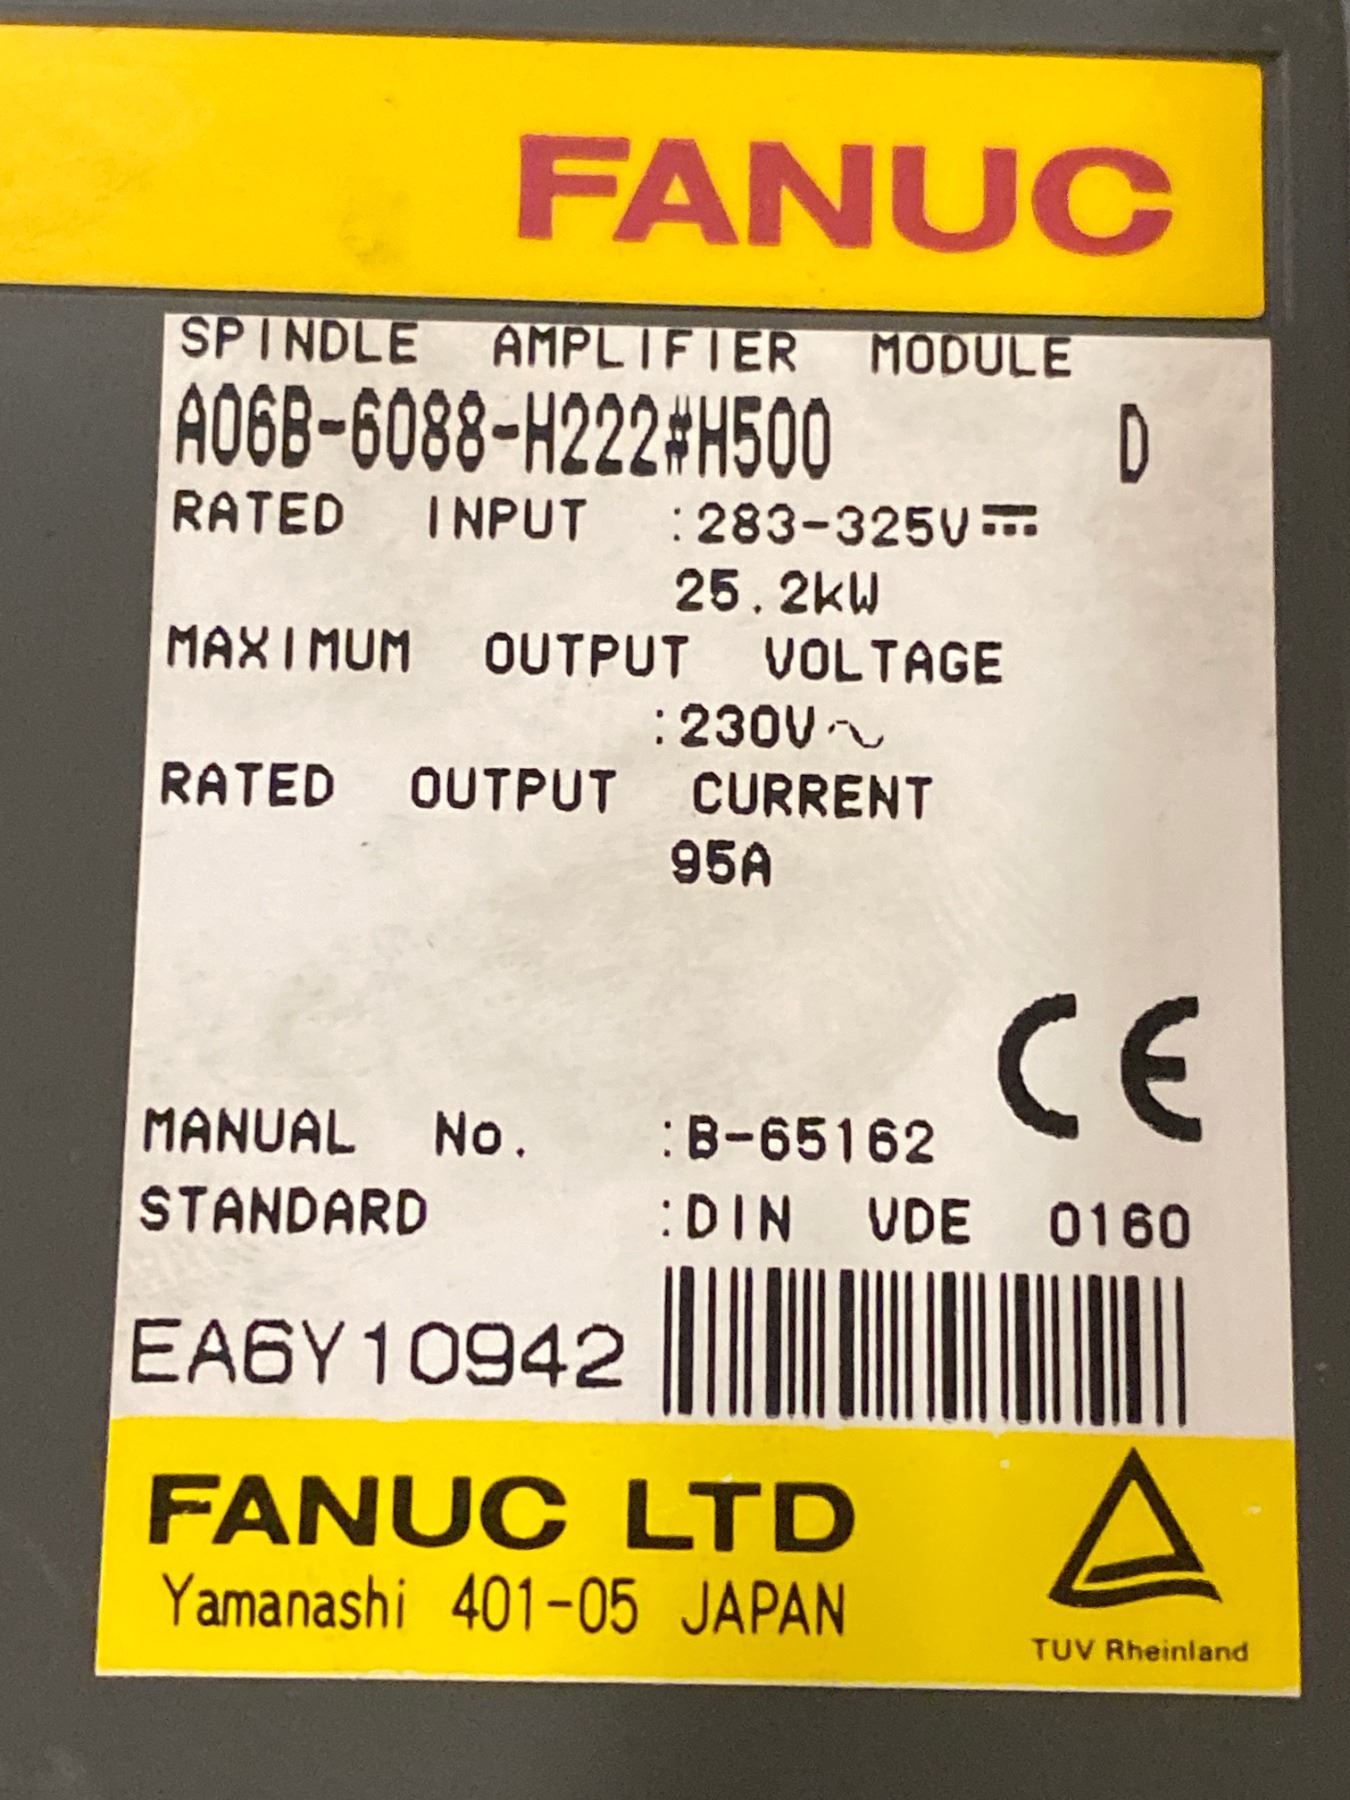 FANUC
SPINDLE AMPLIFIER MODULE
A06B-6088-H222#H500 D
RATED INPUT :283-325V⎓
25.2kW
MAXIMUM OUTPUT VOLTAGE
:230V~
RATED OUTPUT CURRENT
95A
CE
MANUAL No. :B-65162
STANDARD :DIN VDE 0160
EA6Y10942
FANUC LTD
Yamanashi 401-05 JAPAN
TUV Rheinland